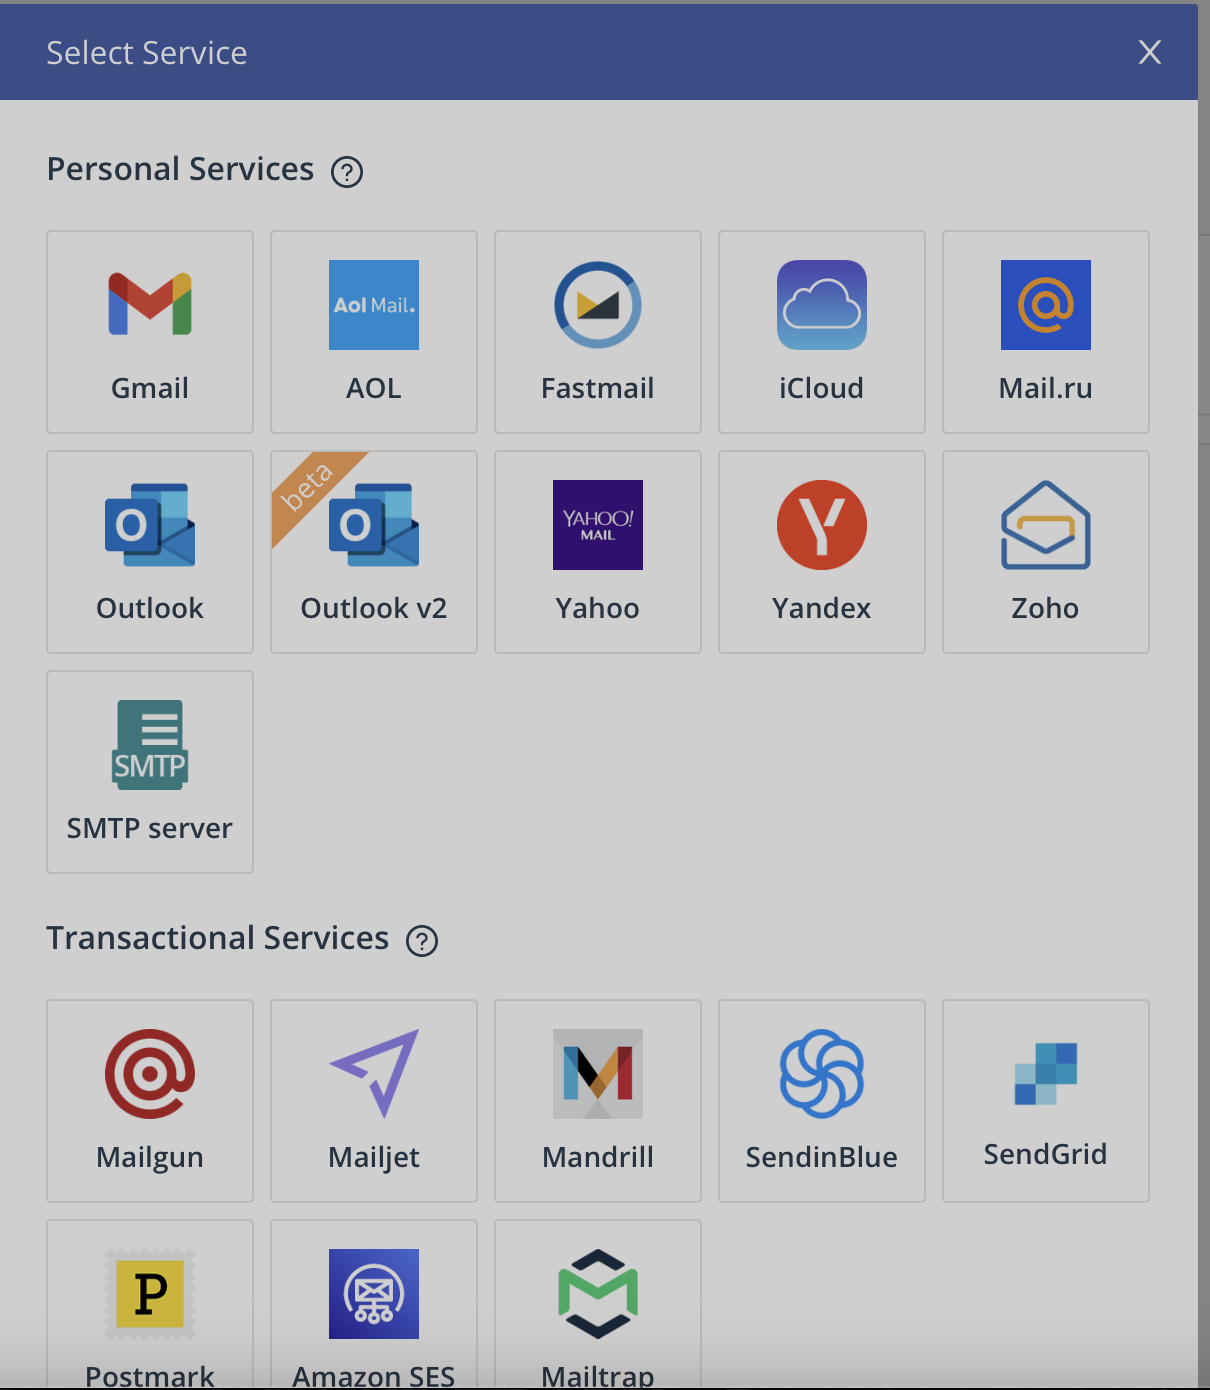 Select Service X
Personal Services ?
Aol Mail.
Gmail AOL Fastmail iCloud Mail.ru
beta
YAHOO!
MAIL
Outlook Outlook v2 Yahoo Yandex Zoho
SMTP
SMTP server
Transactional Services ?
Mailgun Mailjet Mandrill SendinBlue SendGrid
P
Postmark Amazon SES Mailtrap